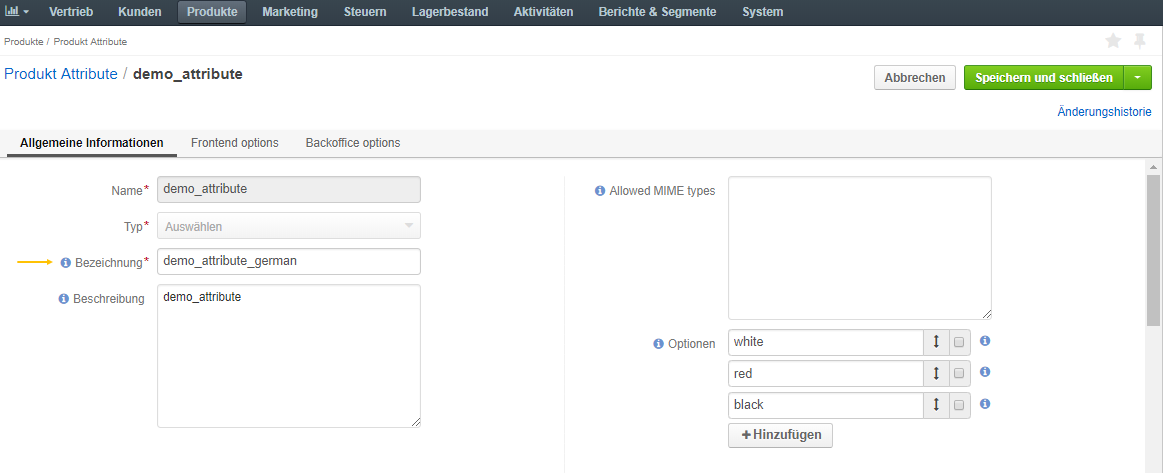 Vertrieb Kunden Produkte Marketing Steuern Lagerbestand Aktivitäten Berichte & Segmente System
Produkte / Produkt Attribute
Produkt Attribute / demo_attribute
Abbrechen Speichern und schließen
Änderungshistorie
Allgemeine Informationen Frontend options Backoffice options
Name* demo_attribute
Typ* Auswählen
Bezeichnung* demo_attribute_german
Beschreibung demo_attribute
Allowed MIME types
Optionen white
red
black
+Hinzufügen